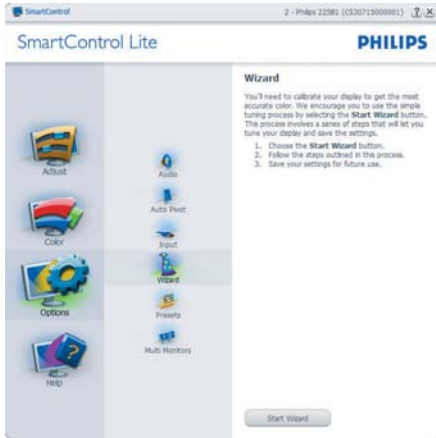 SmartControl
2 - Philips 225B1 (CS30715000001)
SmartControl Lite
PHILIPS
Adjust
Color
Options
Help
Audio
Auto Pivot
Input
Wizard
Presets
Multi Monitors
Wizard
You'll need to calibrate your display to get the most
accurate color. We encourage you to use the simple
tuning process by selecting the Start Wizard button.
This process involves a series of steps that will let you
tune your display and save the settings.
1. Choose the Start Wizard button.
2. Follow the steps outlined in this process.
3. Save your settings for future use.
Start Wizard